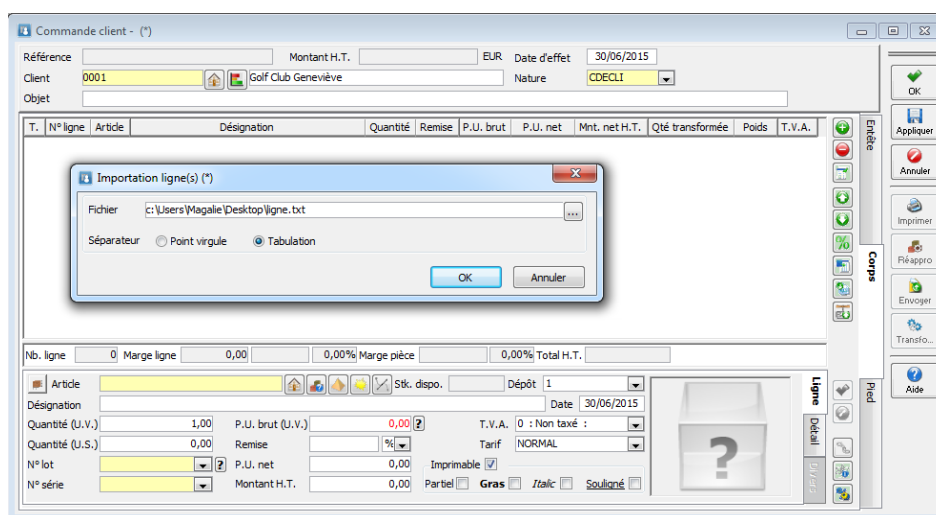 Commande client - (*)
Référence Montant H.T. EUR Date d'effet 30/06/2015
Client 0001 Golf Club Geneviève Nature CDECLI
Objet
T. N° ligne Article Désignation Quantité Remise P.U. brut P.U. net Mnt. net H.T. Qté transformée Poids T.V.A.
Importation ligne(s) (*)
Fichier c:\Users\Magalie\Desktop\ligne.txt ...
Séparateur Point virgule Tabulation
OK Annuler
Nb. ligne 0 Marge ligne 0,00 0,00% Marge pièce 0,00% Total H.T.
Article Stk. dispo. Dépôt 1
Désignation Date 30/06/2015
Quantité (U.V.) 1,00 P.U. brut (U.V.) 0,00 ? T.V.A. 0 : Non taxé :
Quantité (U.S.) 0,00 Remise % Tarif NORMAL
N° lot ? P.U. net 0,00 Imprimable
N° série Montant H.T. 0,00 Partiel Gras Italic Souligné
?
Ligne
Détail
Divers
Entête
Corps
Pied
OK
Appliquer
Annuler
Imprimer
Réappro
Envoyer
Transfo...
Aide